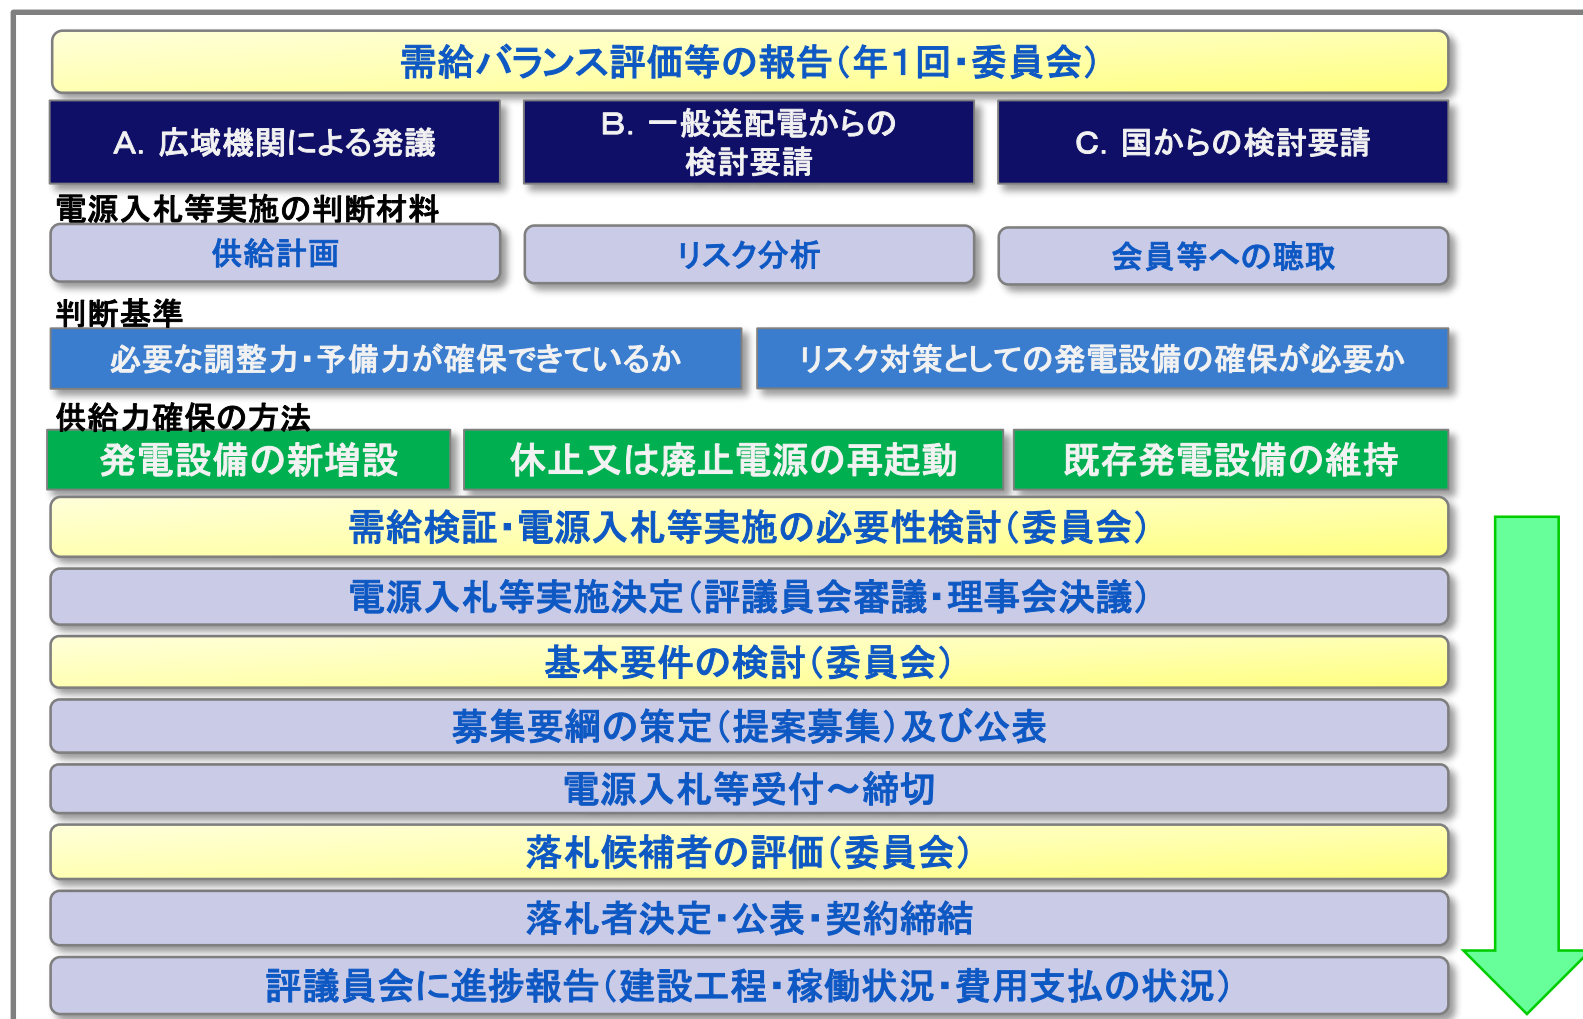 需給バランス評価等の報告（年１回・委員会）
A．広域機関による発議
B．一般送配電からの
検討要請
C．国からの検討要請
電源入札等実施の判断材料
供給計画
リスク分析
会員等への聴取
判断基準
必要な調整力・予備力が確保できているか
リスク対策としての発電設備の確保が必要か
供給力確保の方法
発電設備の新増設
休止又は廃止電源の再起動
既存発電設備の維持
需給検証・電源入札等実施の必要性検討（委員会）
電源入札等実施決定（評議員会審議・理事会決議）
基本要件の検討（委員会）
募集要綱の策定（提案募集）及び公表
電源入札等受付～締切
落札候補者の評価（委員会）
落札者決定・公表・契約締結
評議員会に進捗報告（建設工程・稼働状況・費用支払の状況）